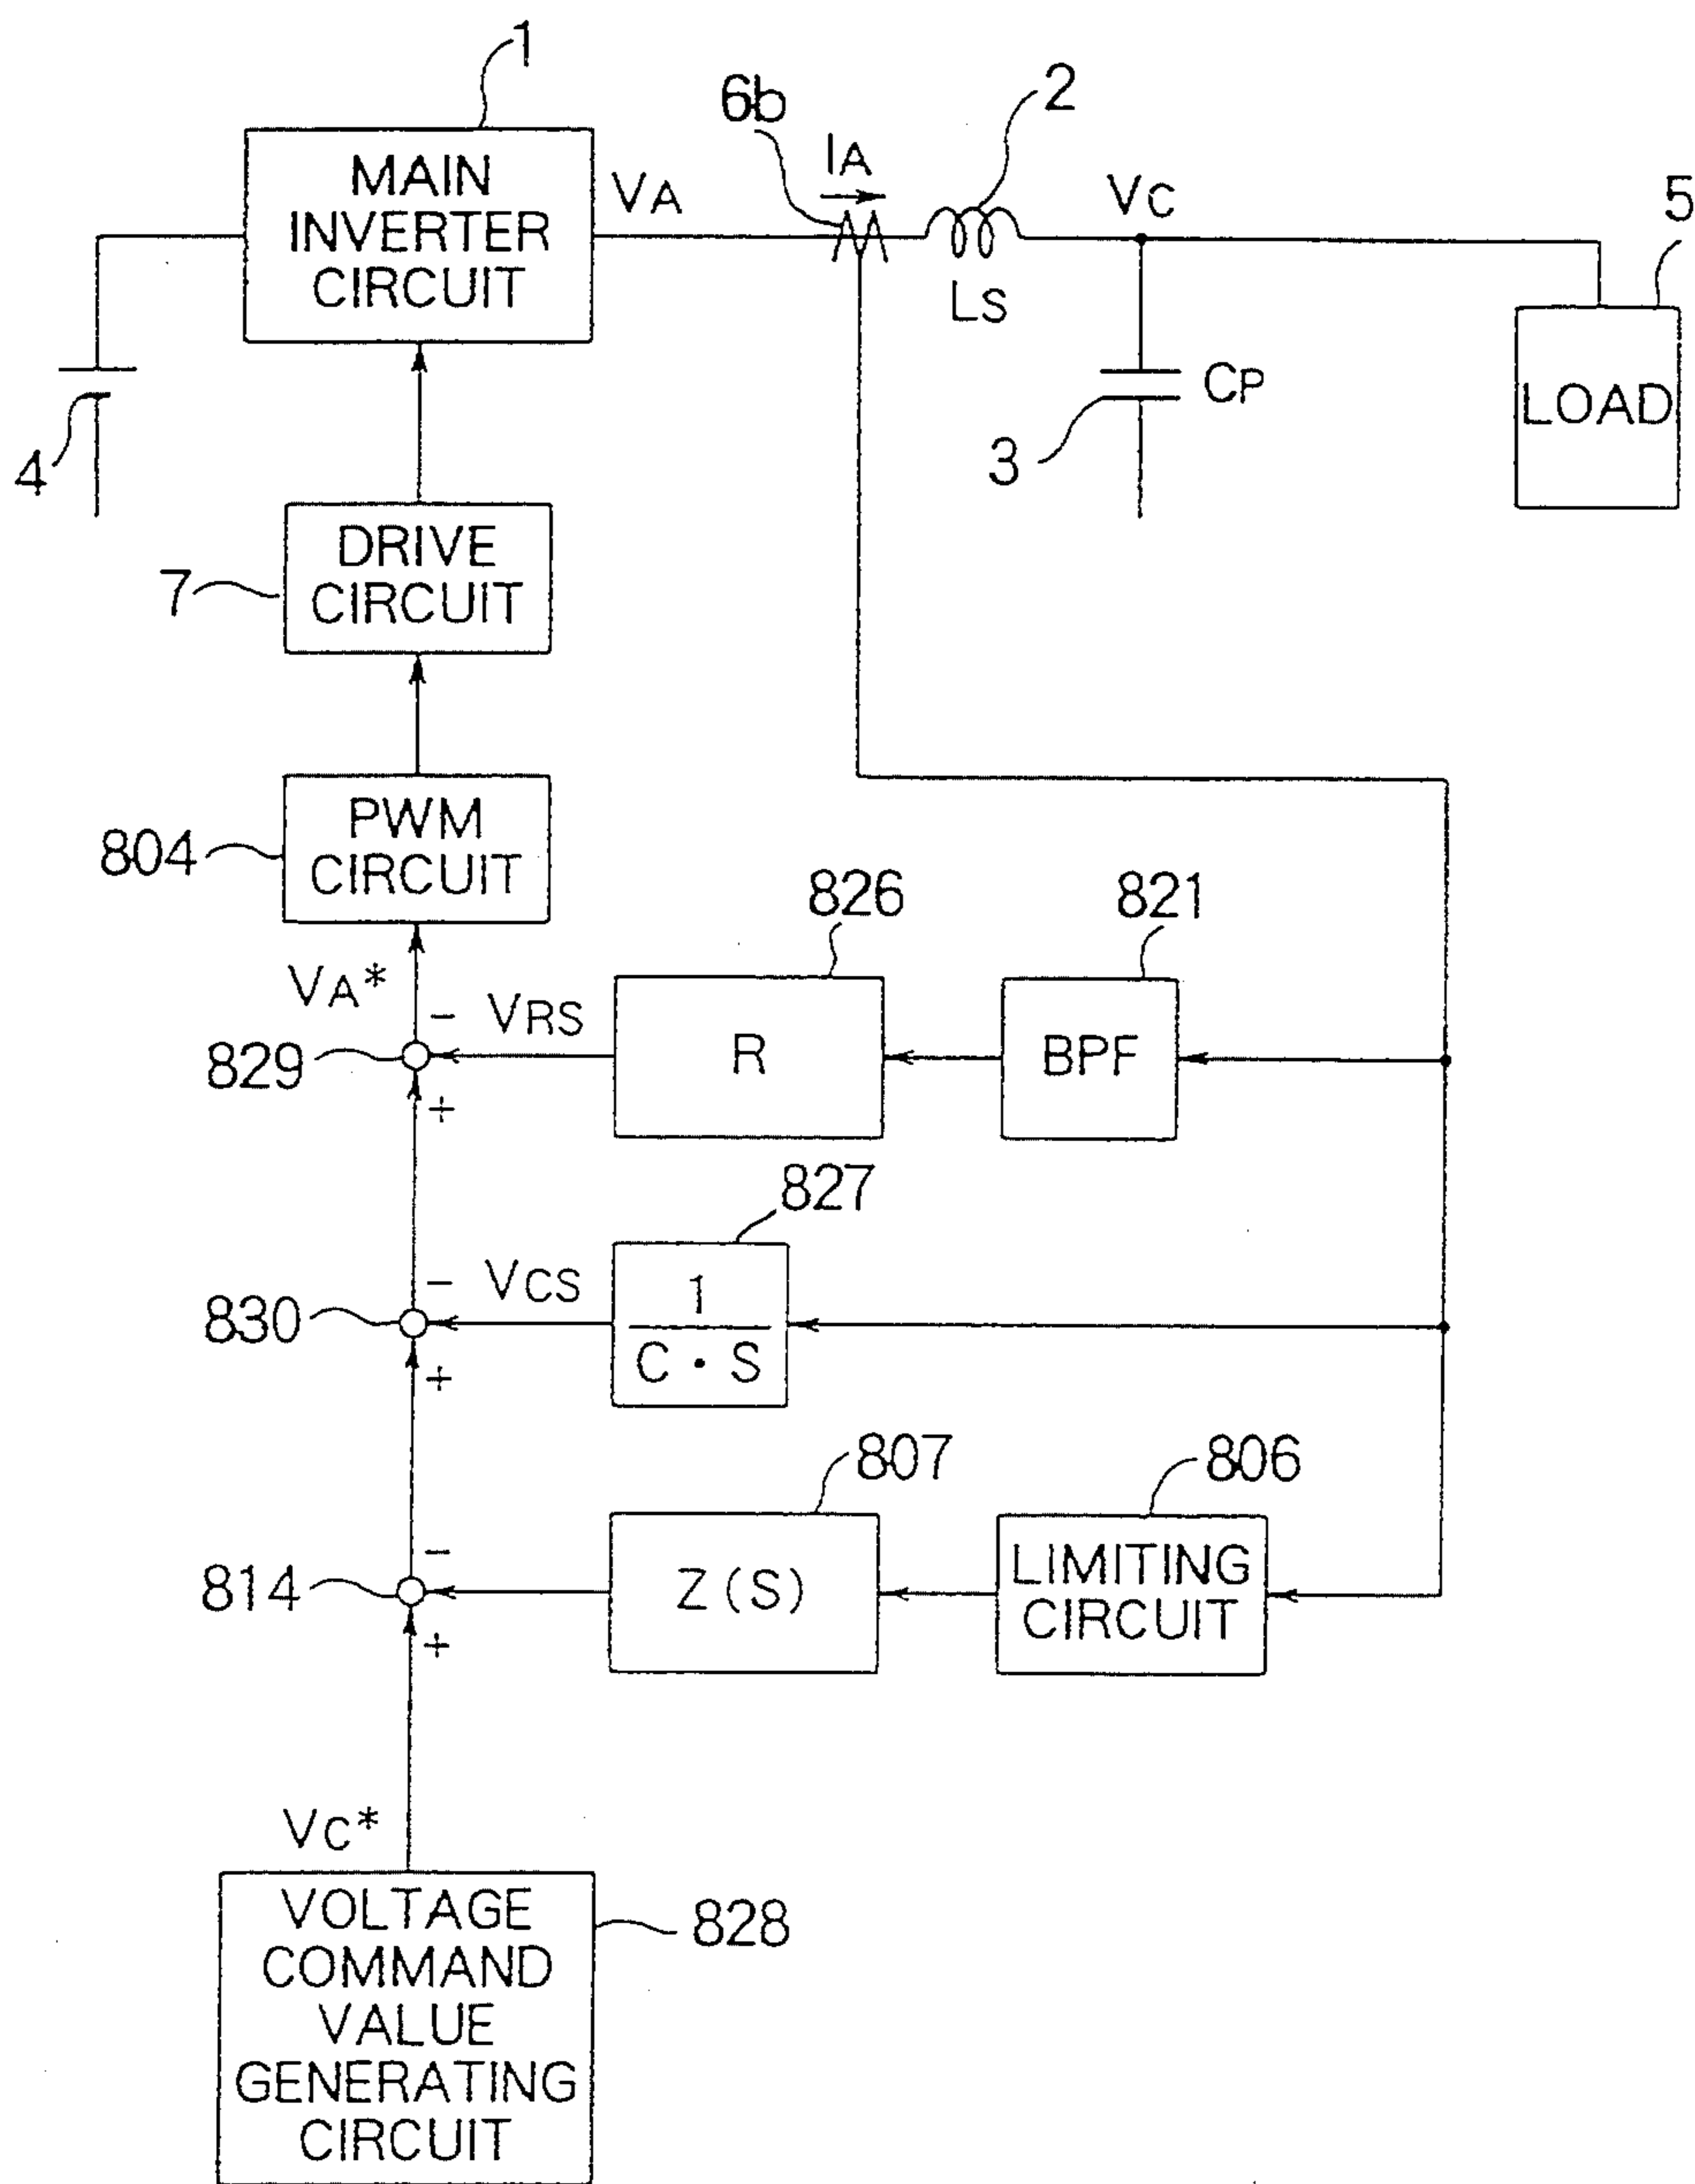 1
6b
2
MAIN
INVERTER
CIRCUIT
VA
IA
VC
5
LS
CP
LOAD
4
3
DRIVE
CIRCUIT
7
PWM
CIRCUIT
804
826
821
VA*
−
VRS
R
BPF
829
+
827
−
VCS
1
C・S
830
+
807
806
−
Z(S)
LIMITING
CIRCUIT
814
+
VC*
VOLTAGE
COMMAND
VALUE
GENERATING
CIRCUIT
828